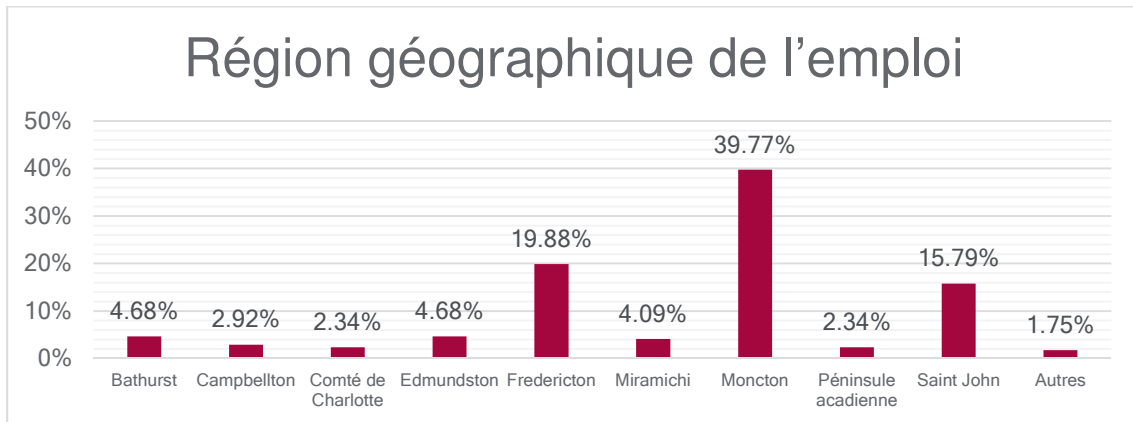 Région géographique de l’emploi
50%
40%
30%
20%
10%
0%
4.68%
2.92%
2.34%
4.68%
19.88%
4.09%
39.77%
2.34%
15.79%
1.75%
Bathurst
Campbellton
Comté de
Charlotte
Edmundston
Fredericton
Miramichi
Moncton
Péninsule
acadienne
Saint John
Autres